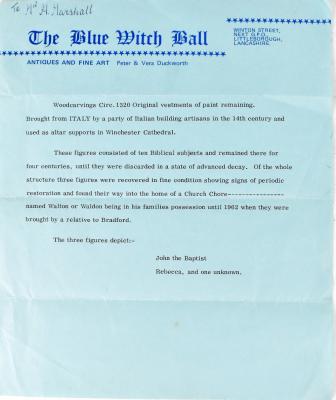 To Mr H. Marshall
The Blue Witch Ball
WINTON STREET,
NEXT G.P.O.
LITTLEBOROUGH,
LANCASHIRE.
ANTIQUES AND FINE ART Peter & Vera Duckworth
Woodcarvings Circ. 1320 Original vestments of paint remaining.
Brought from ITALY by a party of Italian building artisans in the 14th century and
used as altar supports in Winchester Cathedral.
These figures consisted of ten Biblical subjects and remained there for
four centuries, until they were discarded in a state of advanced decay. Of the whole
structure three figures were recovered in fine condition showing signs of periodic
restoration and found their way into the home of a Church Chore----------------
named Walton or Waldon being in his families possession until 1962 when they were
brought by a relative to Bradford.
The three figures depict:-
John the Baptist
Rebecca, and one unknown.